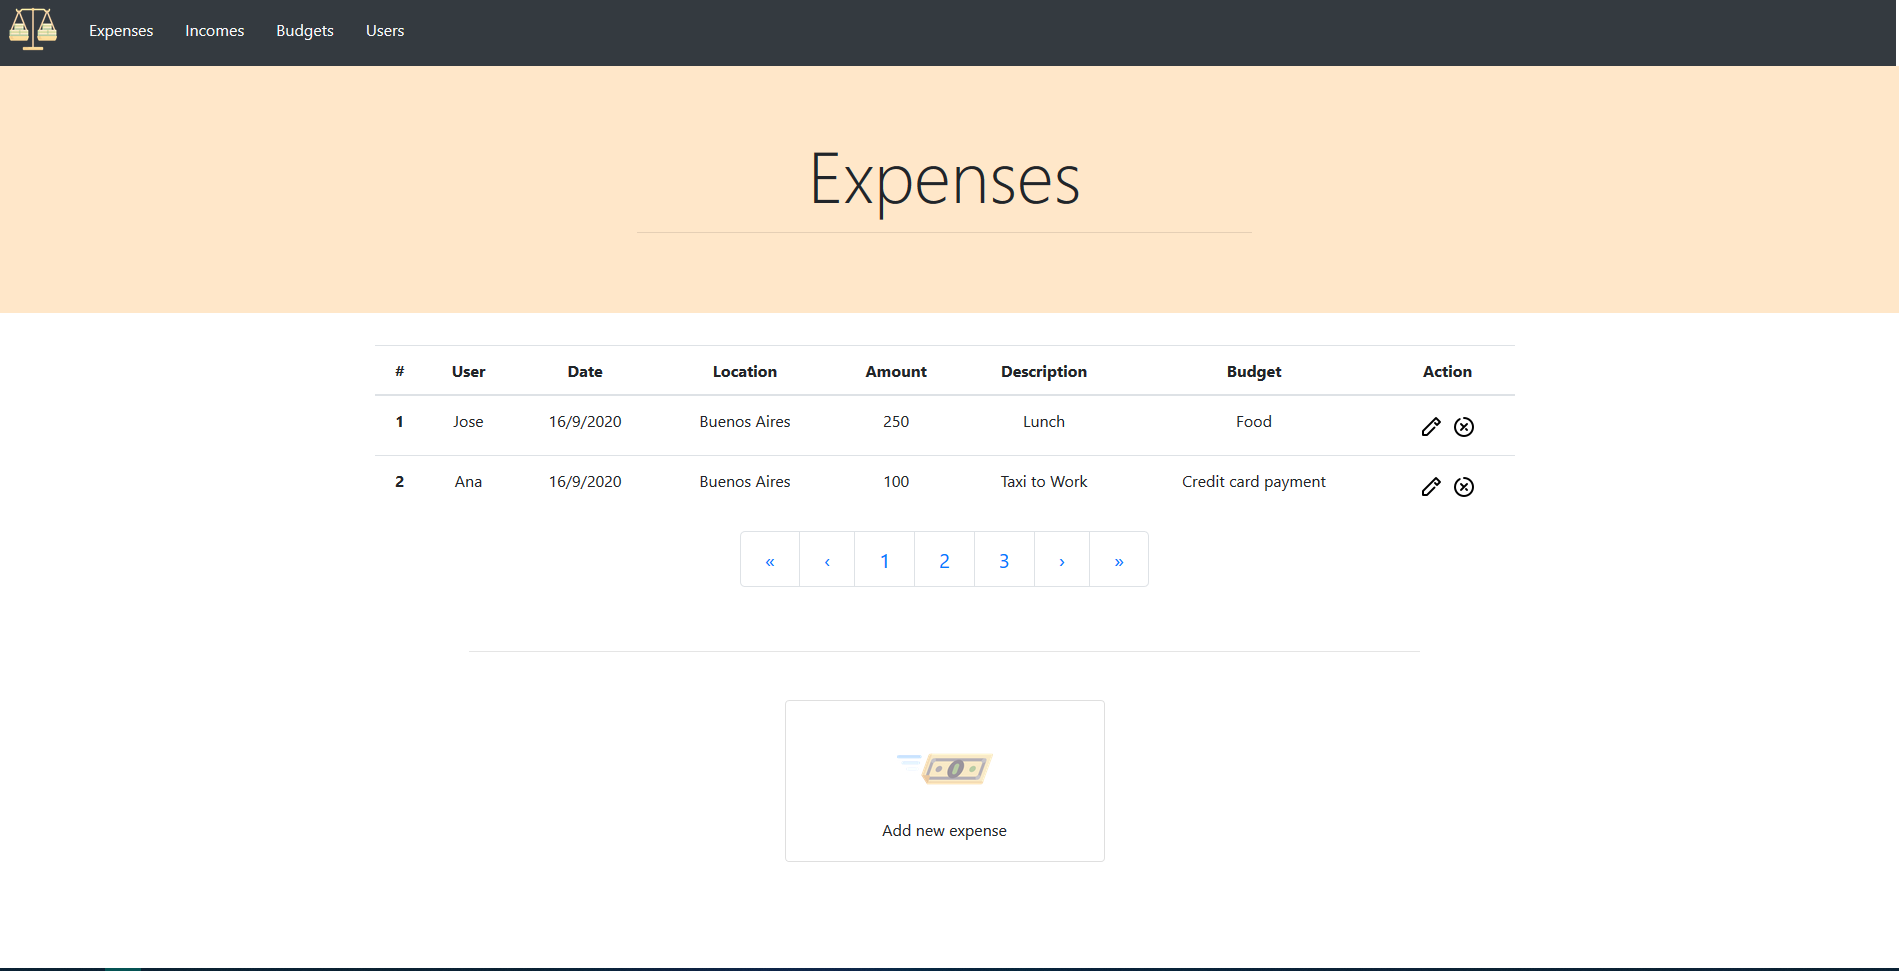 Expenses Incomes Budgets Users
Expenses
# User Date Location Amount Description Budget Action
1 Jose 16/9/2020 Buenos Aires 250 Lunch Food
2 Ana 16/9/2020 Buenos Aires 100 Taxi to Work Credit card payment
« ‹ 1 2 3 › »
Add new expense